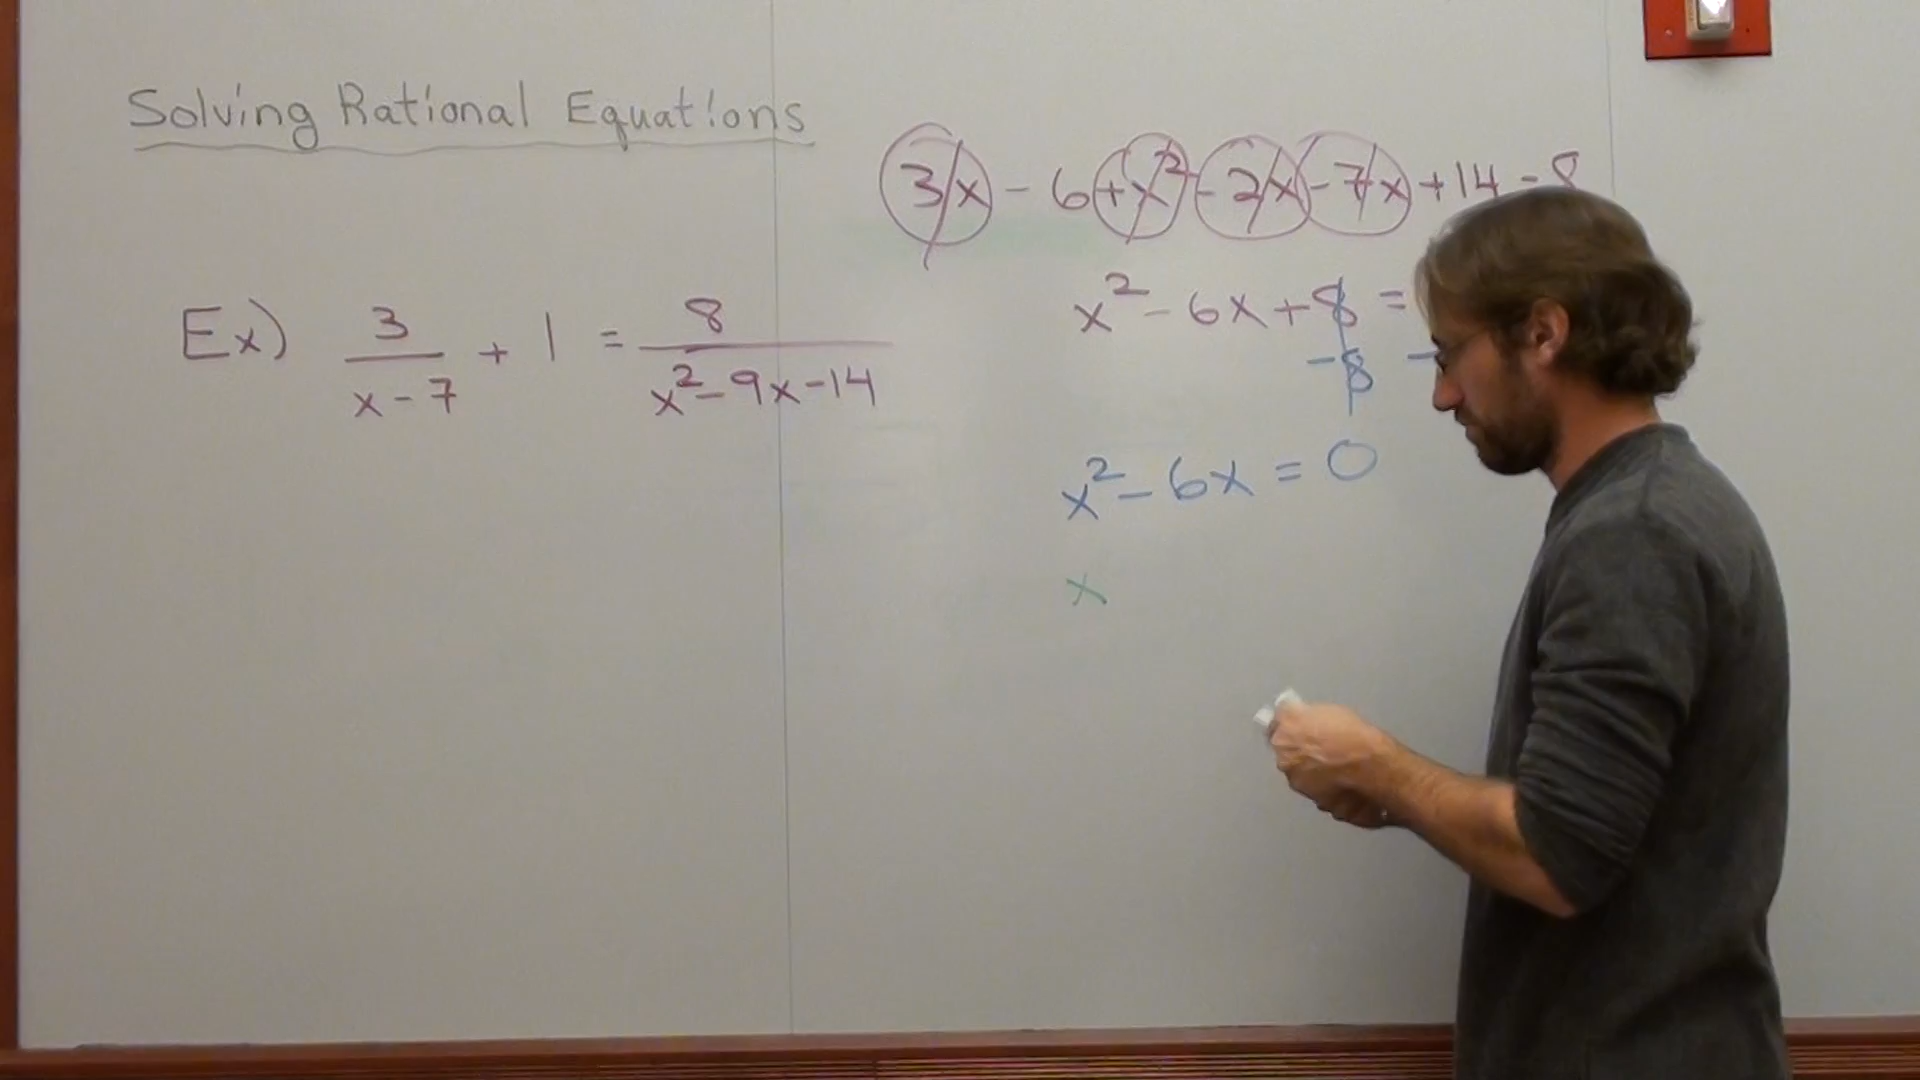 Solving Rational Equations
3x - 6 + x² - 2x - 7x + 14 = 8
Ex) 3/(x - 7) + 1 = 8/(x² - 9x - 14)
x² - 6x + 8 =
-8 -
x² - 6x = 0
x